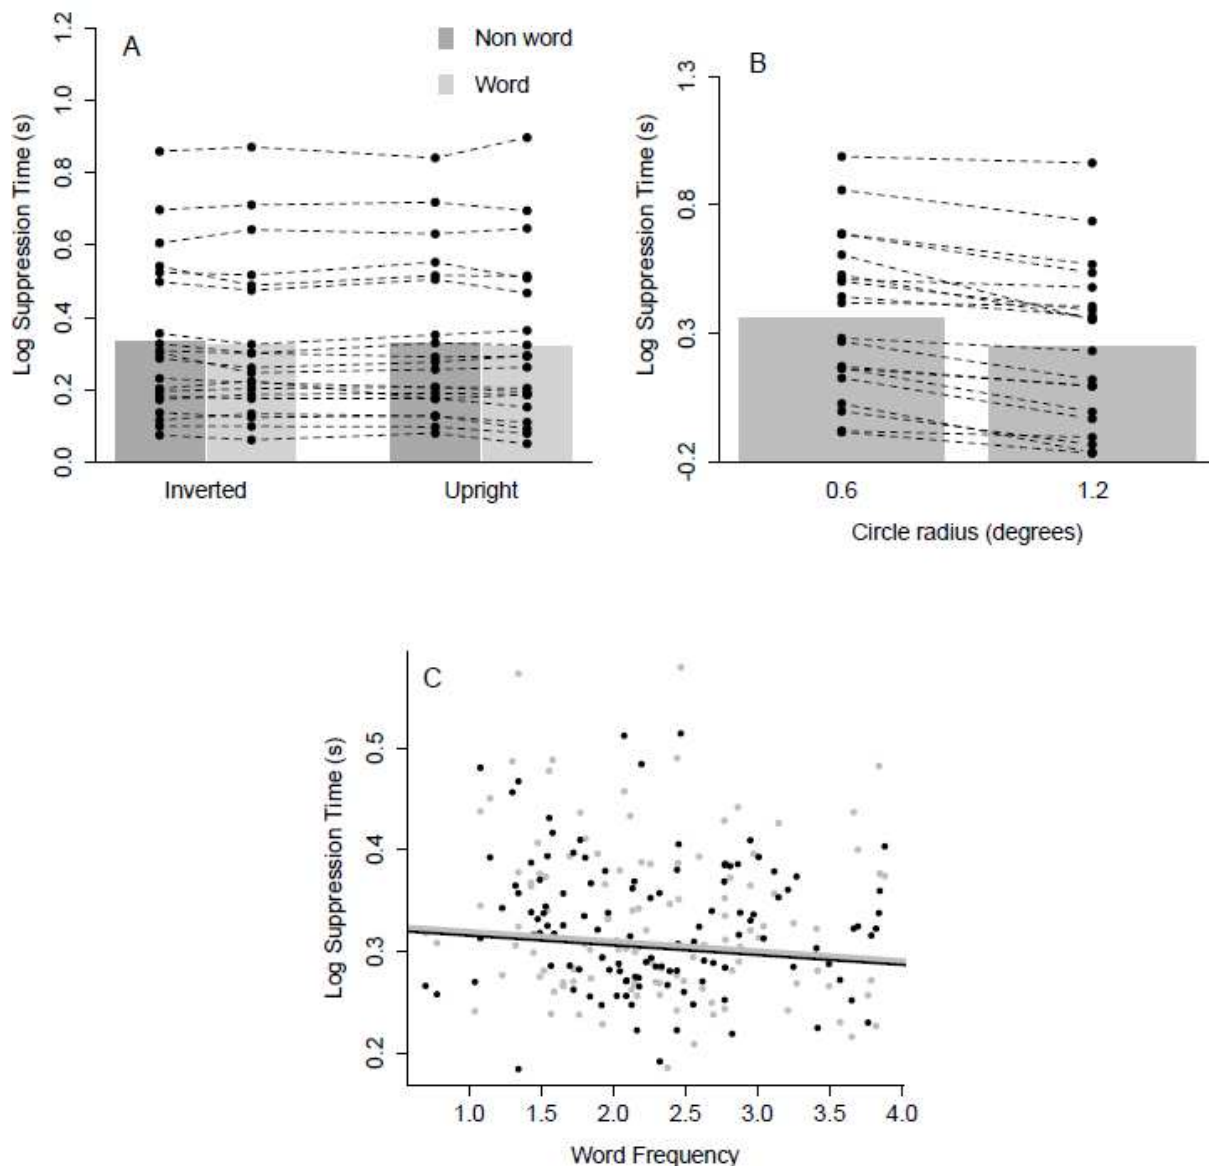 A
Non word
Word
Log Suppression Time (s)
1.2
1.0
0.8
0.6
0.4
0.2
0.0
Inverted Upright
B
Log Suppression Time (s)
1.3
0.8
0.3
-0.2
0.6 1.2
Circle radius (degrees)
C
Log Suppression Time (s)
0.5
0.4
0.3
0.2
1.0 1.5 2.0 2.5 3.0 3.5 4.0
Word Frequency